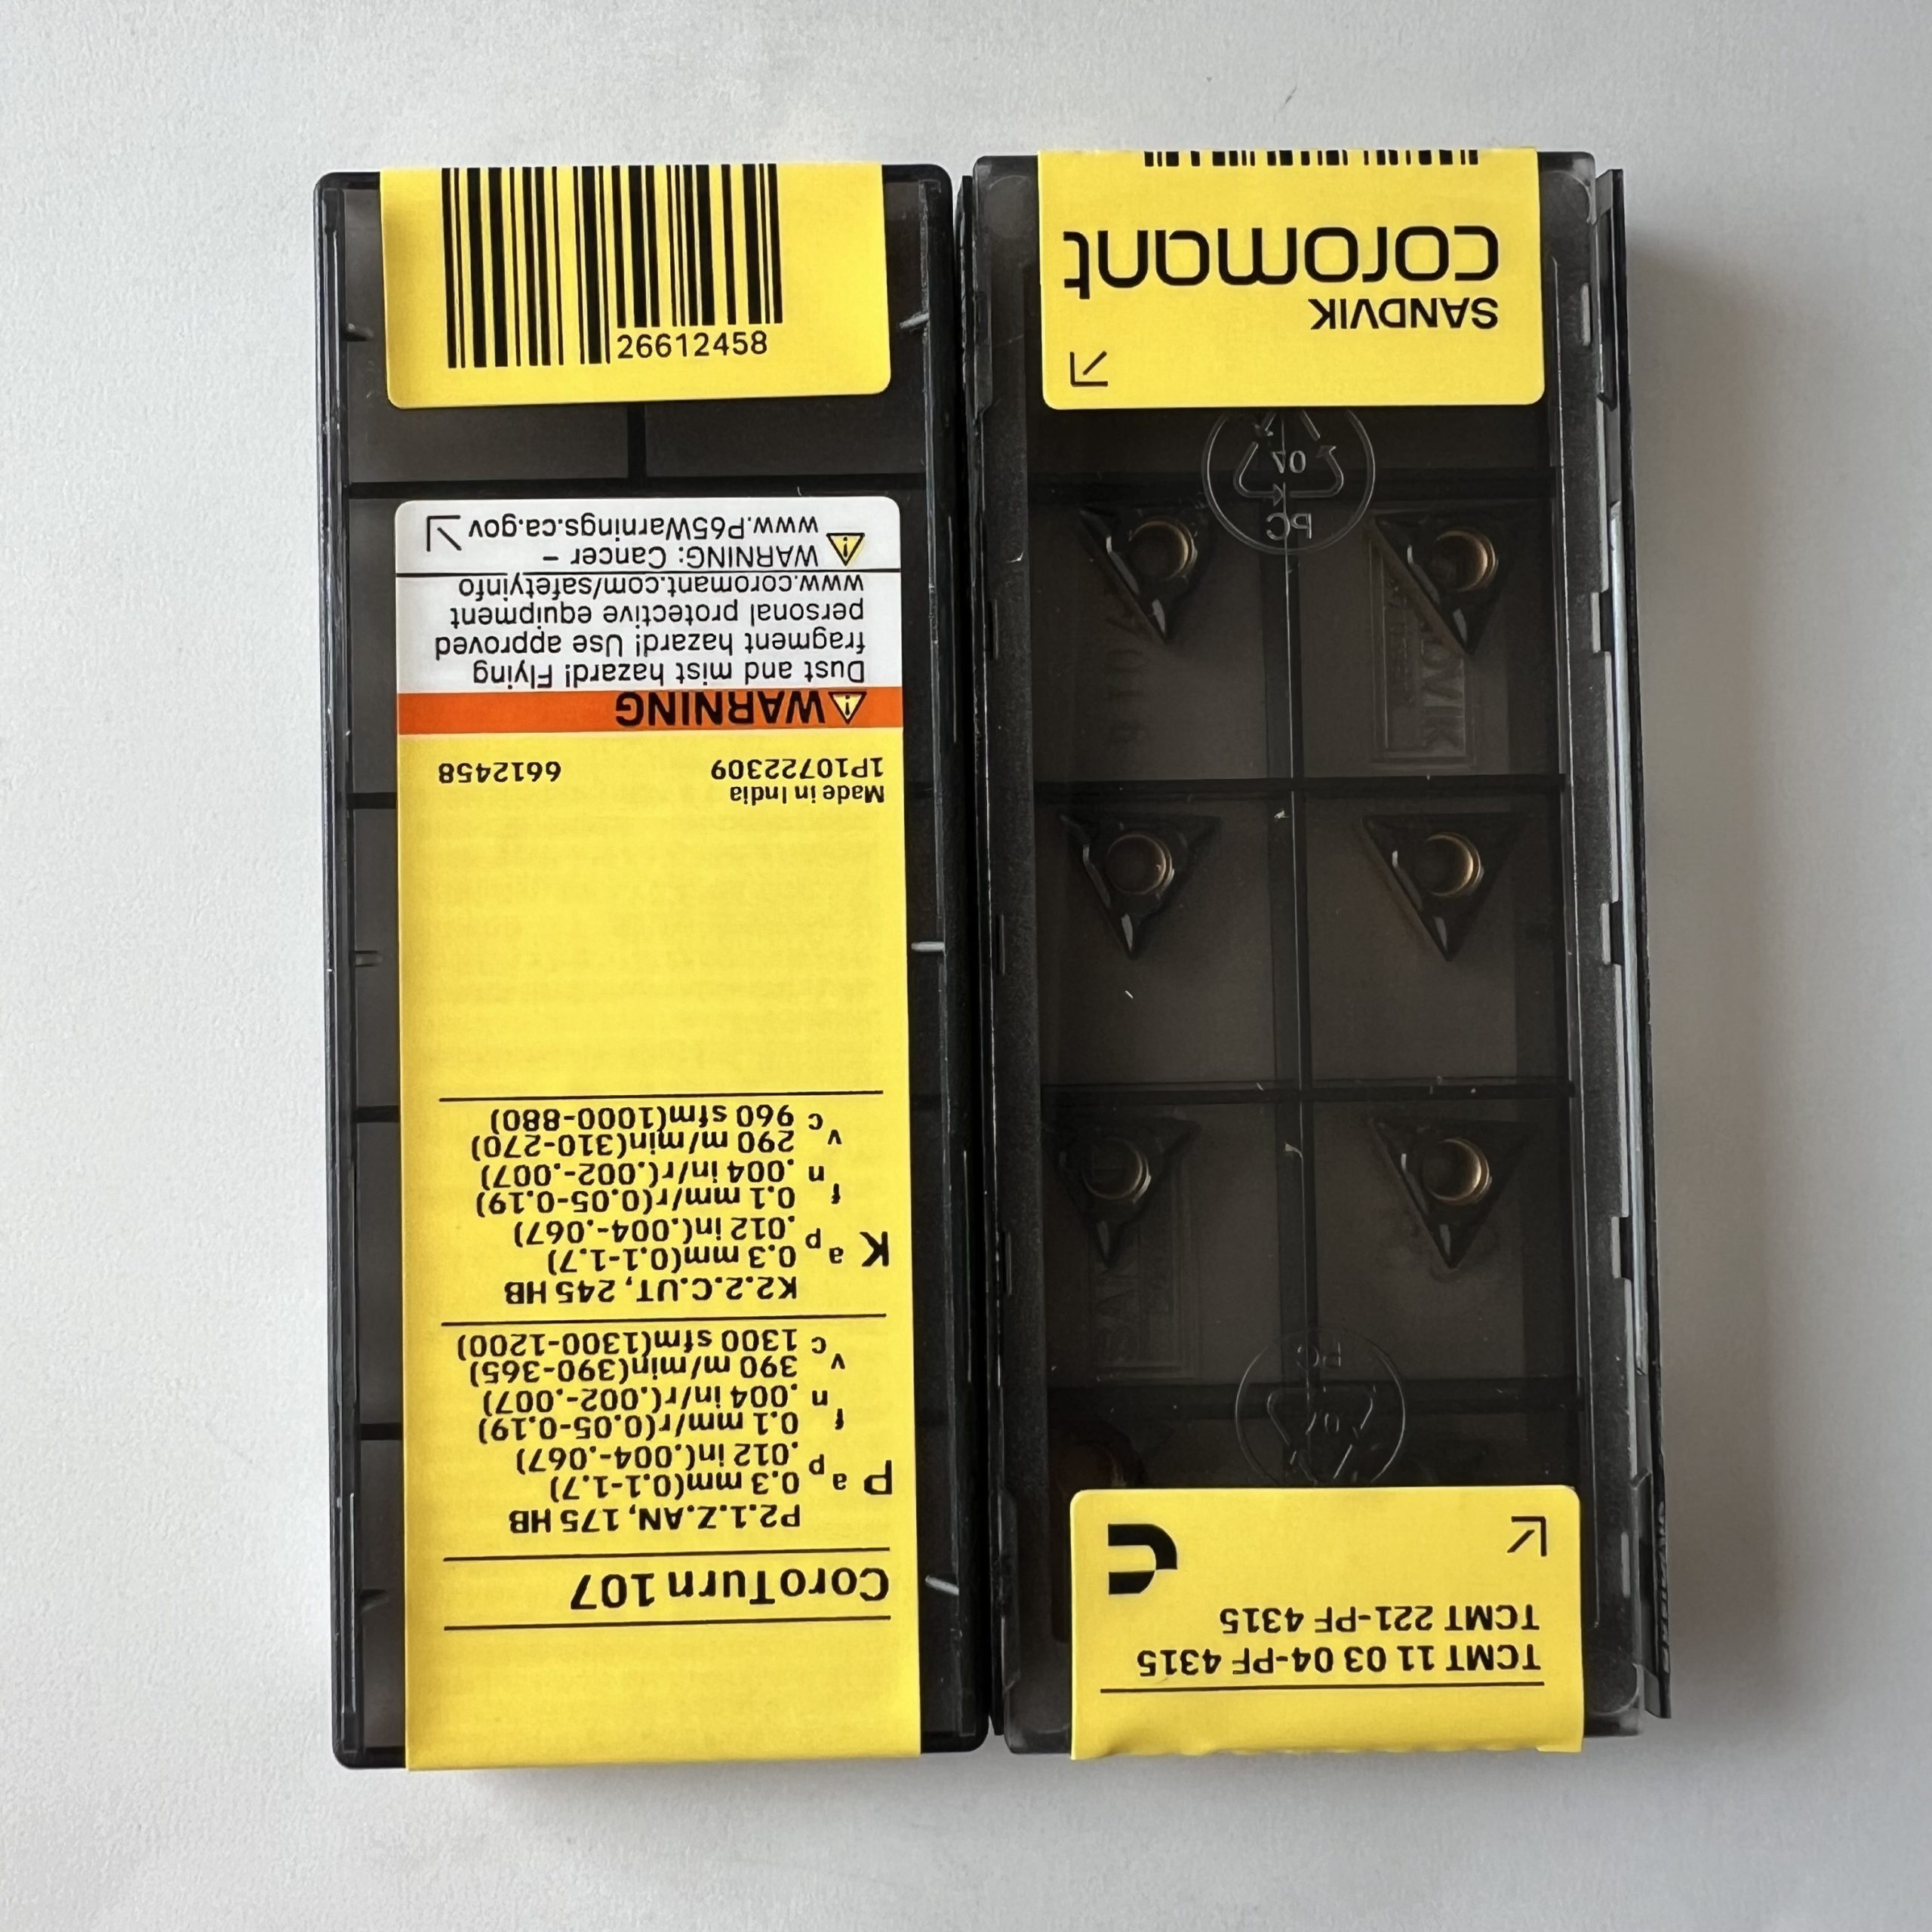 TCMT 11 03 04-PF 4315
TCMT 221-PF 4315
SANDVIK
coromant
PC
70
CoroTurn 107
P2.1.Z.AN, 175 HB
P
ap 0.3 mm(0.1-1.7)
.012 in(.004-.067)
fn 0.1 mm/r(0.05-0.19)
.004 in/r(.002-.007)
vc 390 m/min(390-365)
1300 sfm(1300-1200)
K2.2.C.UT, 245 HB
K
ap 0.3 mm(0.1-1.7)
.012 in(.004-.067)
fn 0.1 mm/r(0.05-0.19)
.004 in/r(.002-.007)
vc 290 m/min(310-270)
960 sfm(1000-880)
Made in India
1P10722309 6612458
WARNING
Dust and mist hazard! Flying
fragment hazard! Use approved
personal protective equipment
www.coromant.com/safetyinfo
WARNING: Cancer –
www.P65Warnings.ca.gov
26612458